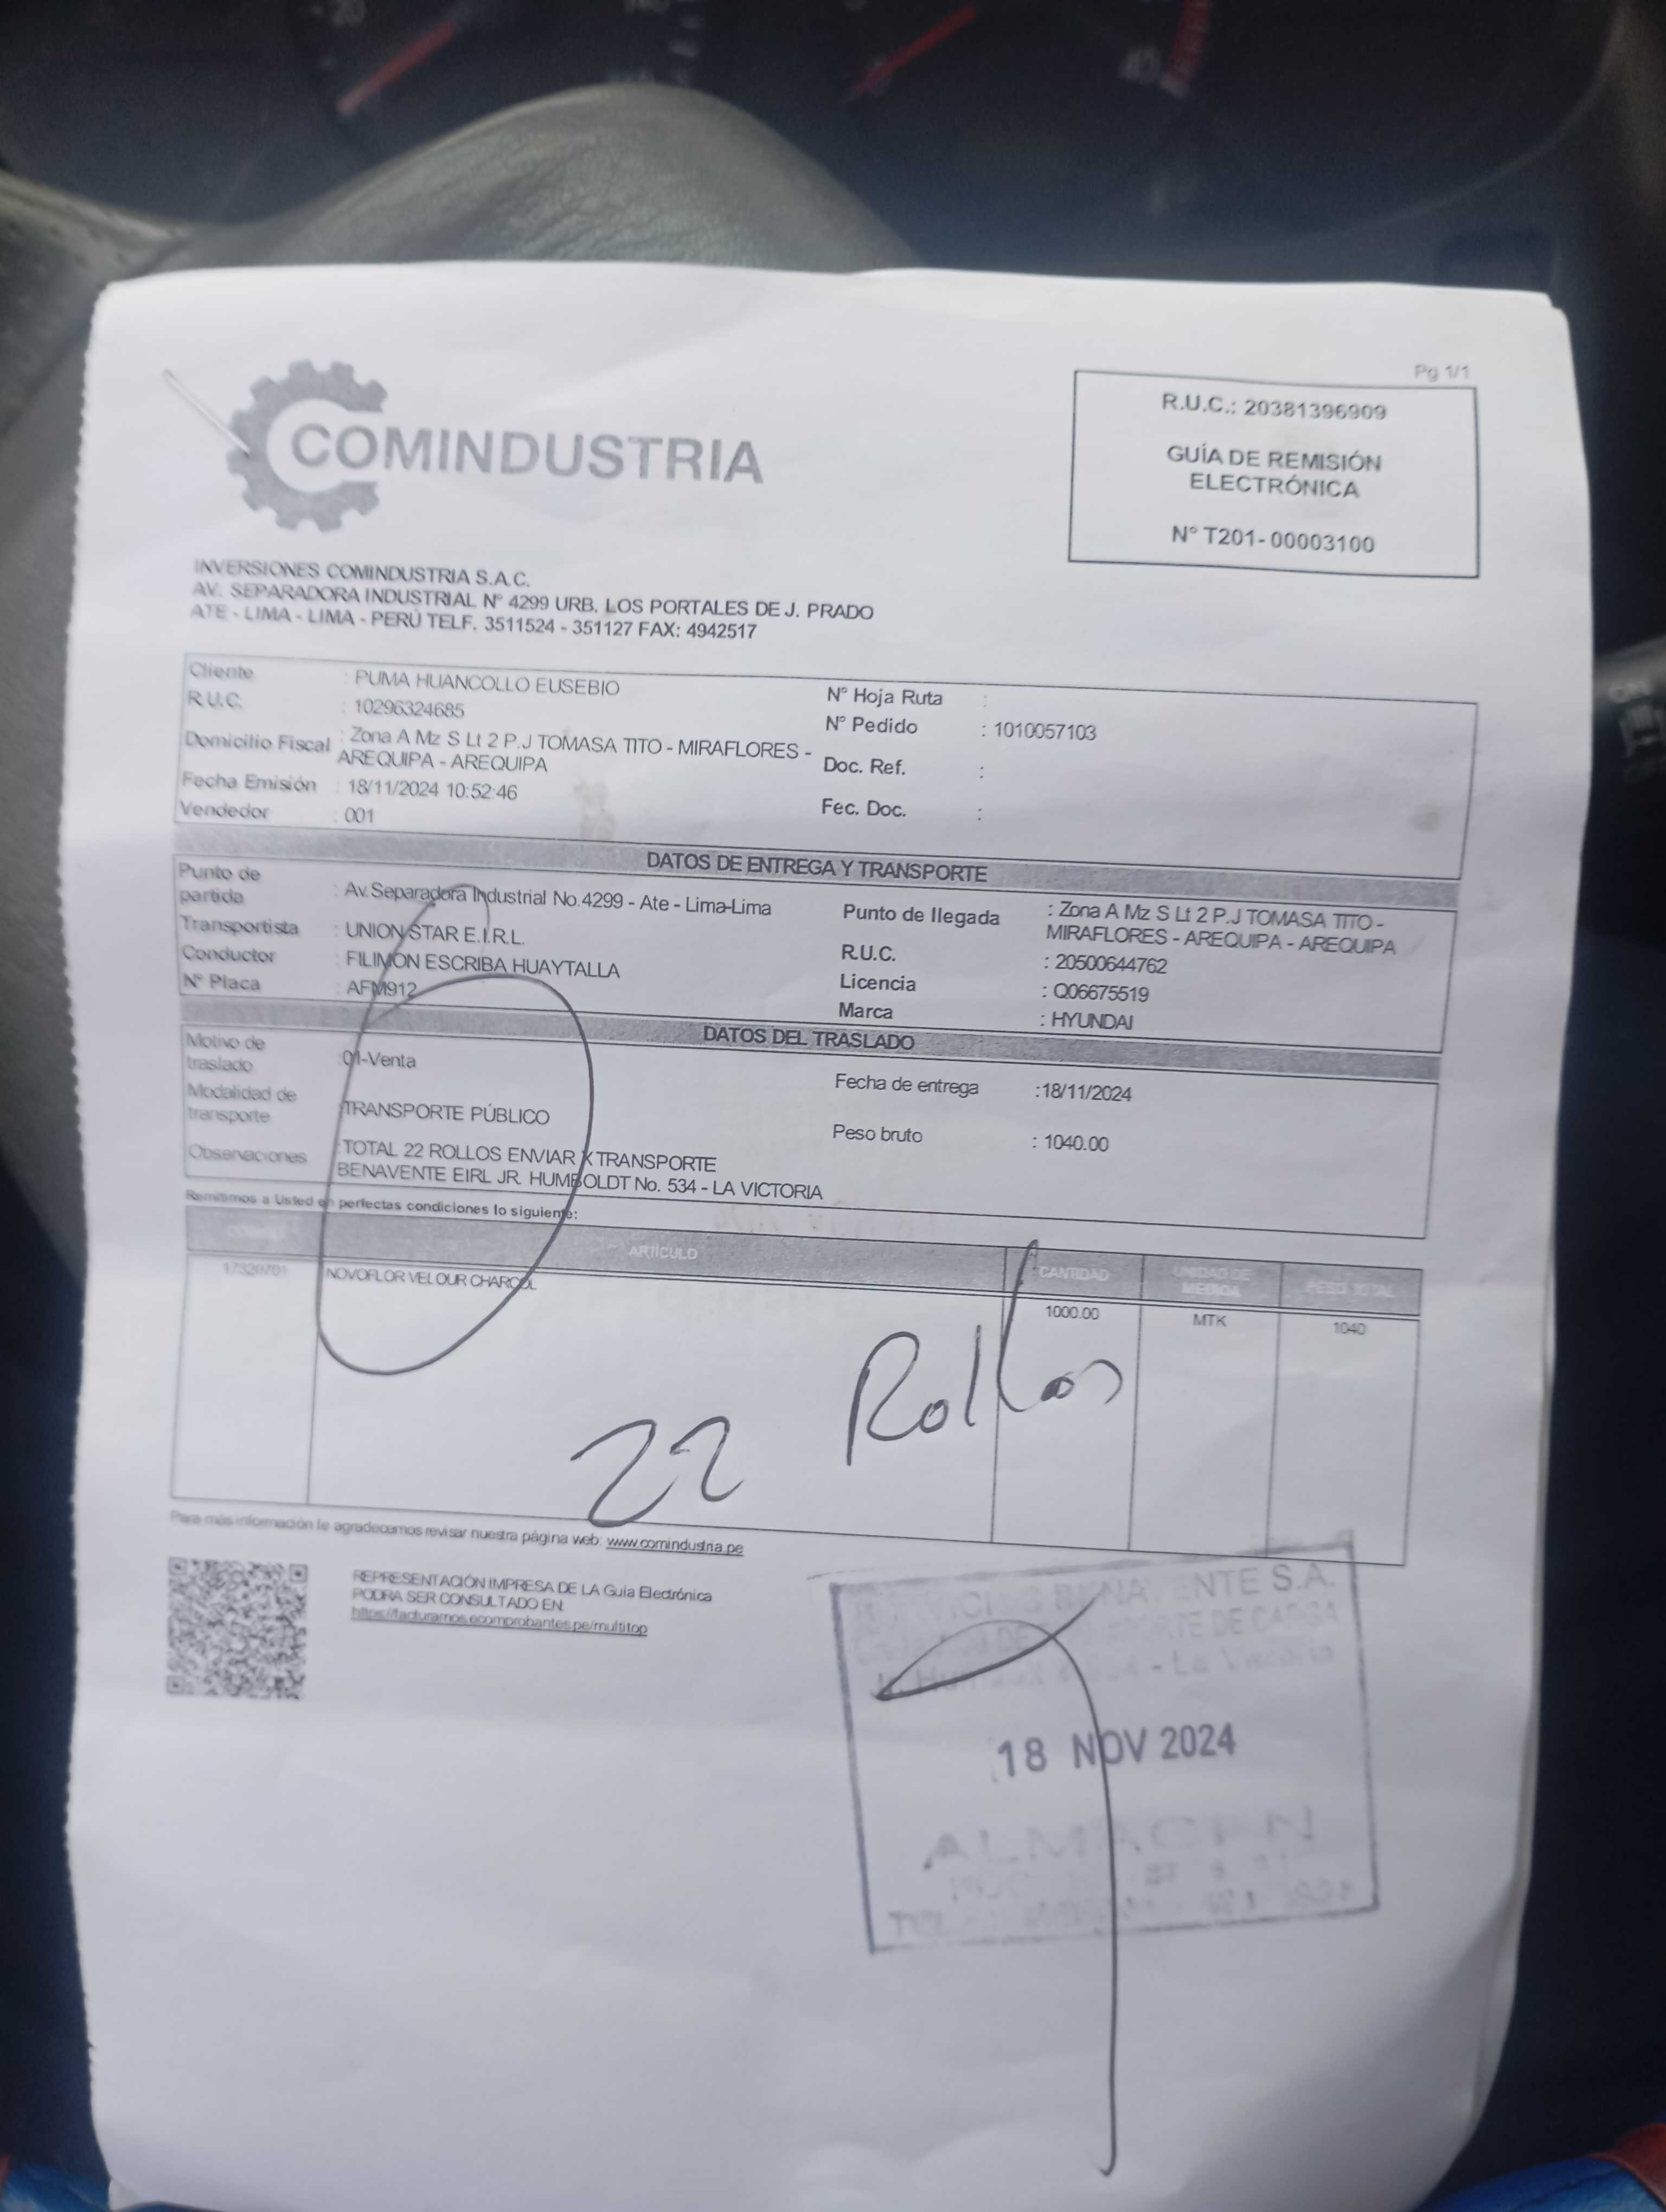 Pg 1/1
COMINDUSTRIA
R.U.C.: 20381396909
GUÍA DE REMISIÓN
ELECTRÓNICA
N° T201- 00003100
INVERSIONES COMINDUSTRIA S.A.C.
AV. SEPARADORA INDUSTRIAL N° 4299 URB. LOS PORTALES DE J. PRADO
ATE - LIMA - LIMA - PERÚ TELF. 3511524 - 351127 FAX: 4942517
Cliente : PUMA HUANCOLLO EUSEBIO
R.U.C. : 10296324685
Domicilio Fiscal : Zona A Mz S Lt 2 P.J TOMASA TITO - MIRAFLORES -
AREQUIPA - AREQUIPA
Fecha Emisión : 18/11/2024 10:52:46
Vendedor : 001
N° Hoja Ruta :
N° Pedido : 1010057103
Doc. Ref. :
Fec. Doc. :
DATOS DE ENTREGA Y TRANSPORTE
Punto de
partida : Av. Separadora Industrial No. 4299 - Ate - Lima-Lima
Transportista : UNION STAR E.I.R.L.
Conductor : FILIMON ESCRIBA HUAYTALLA
N° Placa : AFM912
Punto de llegada : Zona A Mz S Lt 2 P.J TOMASA TITO -
MIRAFLORES - AREQUIPA - AREQUIPA
R.U.C. : 20500644762
Licencia : Q06675519
Marca : HYUNDAI
DATOS DEL TRASLADO
Motivo de
traslado :01-Venta
Modalidad de
transporte :TRANSPORTE PÚBLICO
Observaciones :TOTAL 22 ROLLOS ENVIAR X TRANSPORTE
BENAVENTE EIRL JR. HUMBOLDT No. 534 - LA VICTORIA
Fecha de entrega :18/11/2024
Peso bruto : 1040.00
Remitimos a Usted en perfectas condiciones lo siguiente:
ARTÍCULO CANTIDAD UNIDAD DE MEDIDA PESO TOTAL
17320701 NOVOFLOR VELOUR CHARCOL 1000.00 MTK 1040
22 Rollos
Para más información le agradecemos revisar nuestra página web: www.comindustria.pe
REPRESENTACIÓN IMPRESA DE LA Guía Electrónica
PODRA SER CONSULTADO EN:
https://facturamos.ecomprobantes.pe/multitop
BENAVENTE S.A.
TRANSPORTE DE CARGA
- La Victoria
18 NOV 2024
ALMACEN